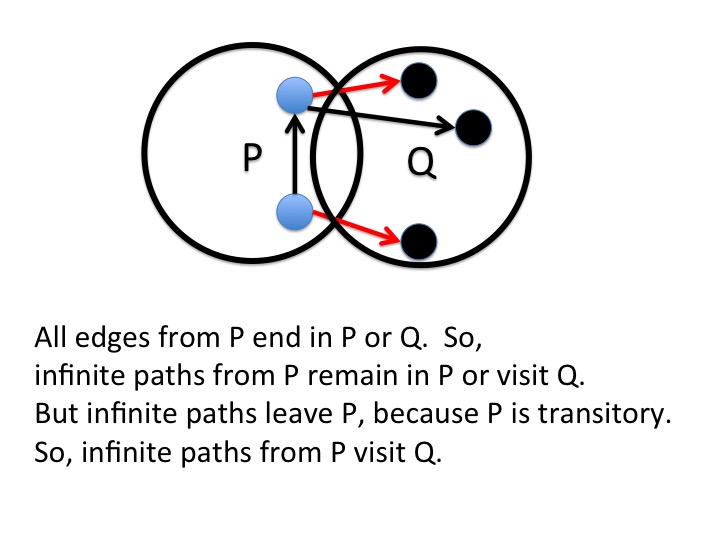 P
Q
All edges from P end in P or Q.  So,
infinite paths from P remain in P or visit Q.
But infinite paths leave P, because P is transitory.
So, infinite paths from P visit Q.